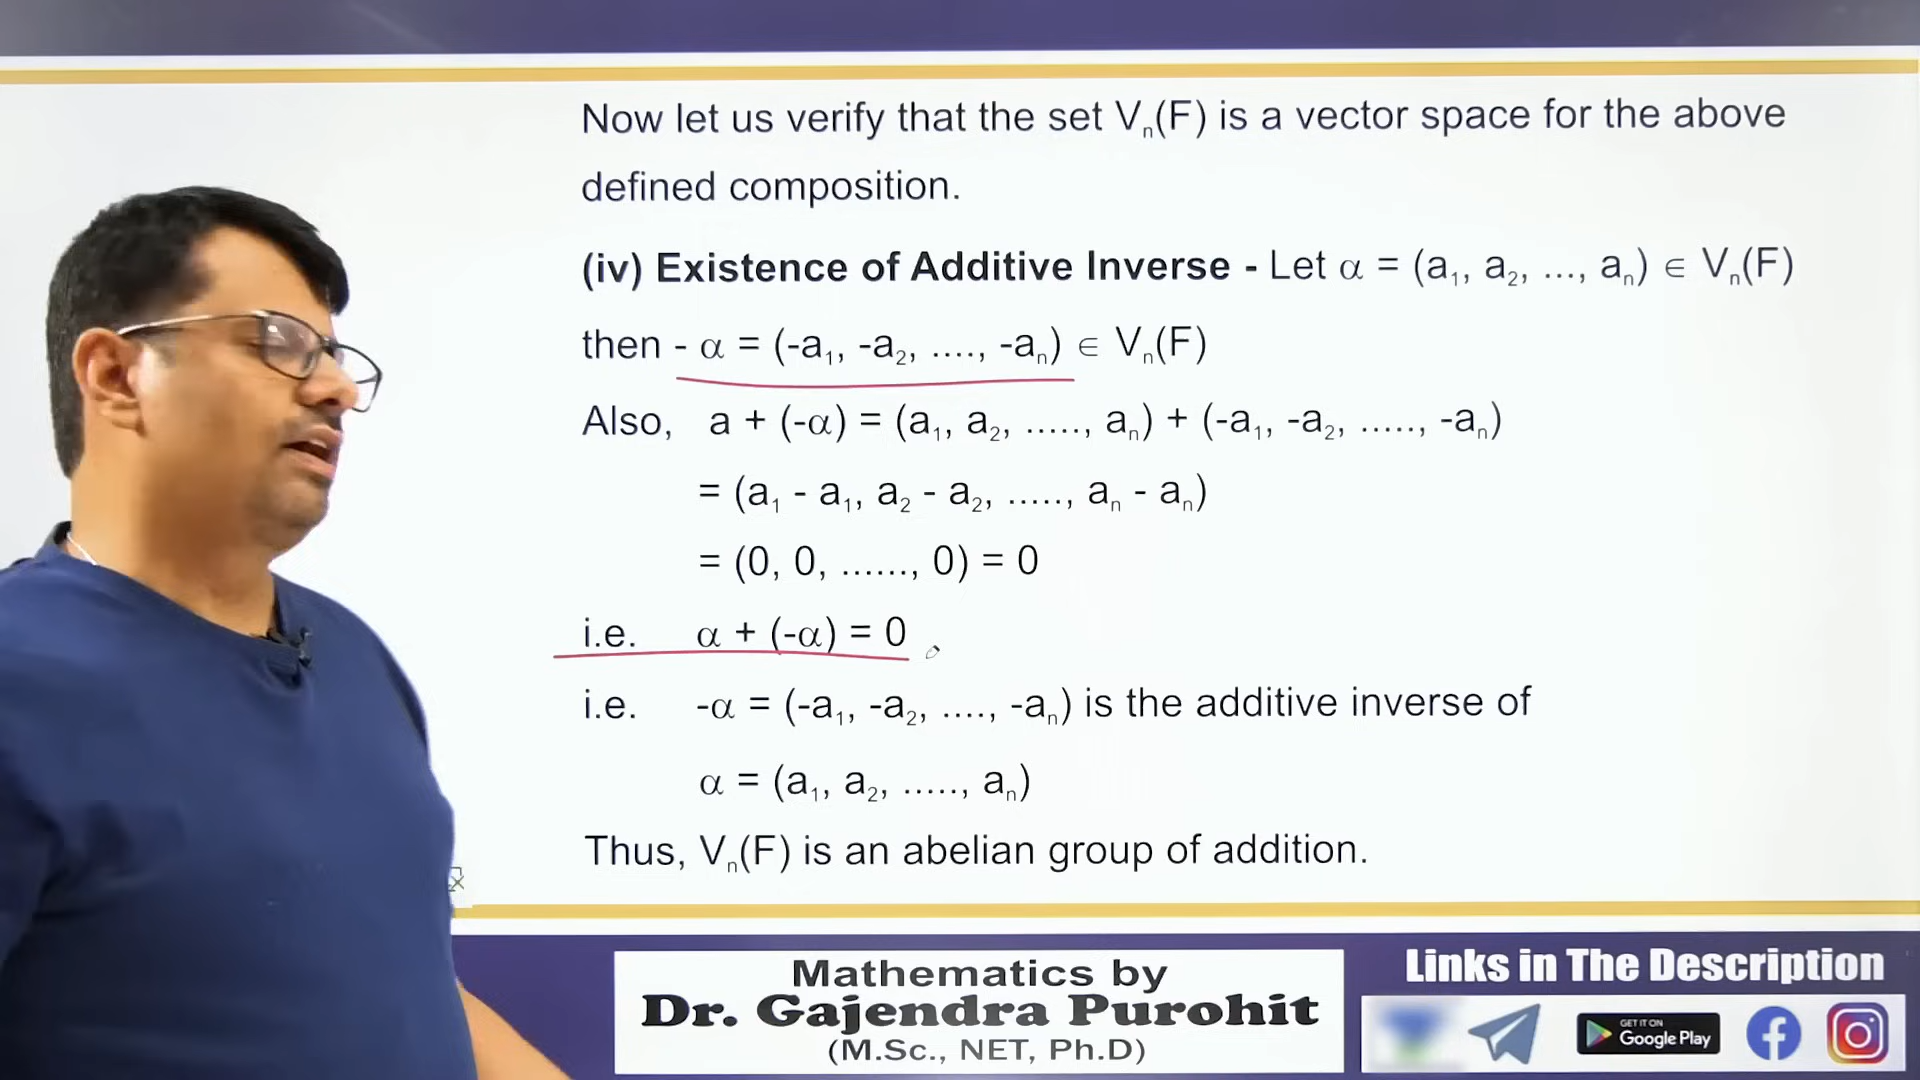 Now let us verify that the set Vₙ(F) is a vector space for the above
defined composition.
(iv) Existence of Additive Inverse - Let α = (a₁, a₂, ..., aₙ) ∈ Vₙ(F)
then - α = (-a₁, -a₂, ...., -aₙ) ∈ Vₙ(F)
Also, a + (-α) = (a₁, a₂, ....., aₙ) + (-a₁, -a₂, ....., -aₙ)
= (a₁ - a₁, a₂ - a₂, ....., aₙ - aₙ)
= (0, 0, ......, 0) = 0
i.e. α + (-α) = 0
i.e. -α = (-a₁, -a₂, ...., -aₙ) is the additive inverse of
α = (a₁, a₂, ....., aₙ)
Thus, Vₙ(F) is an abelian group of addition.
Mathematics by
Dr. Gajendra Purohit
(M.Sc., NET, Ph.D)
Links in The Description
GET IT ON
Google Play